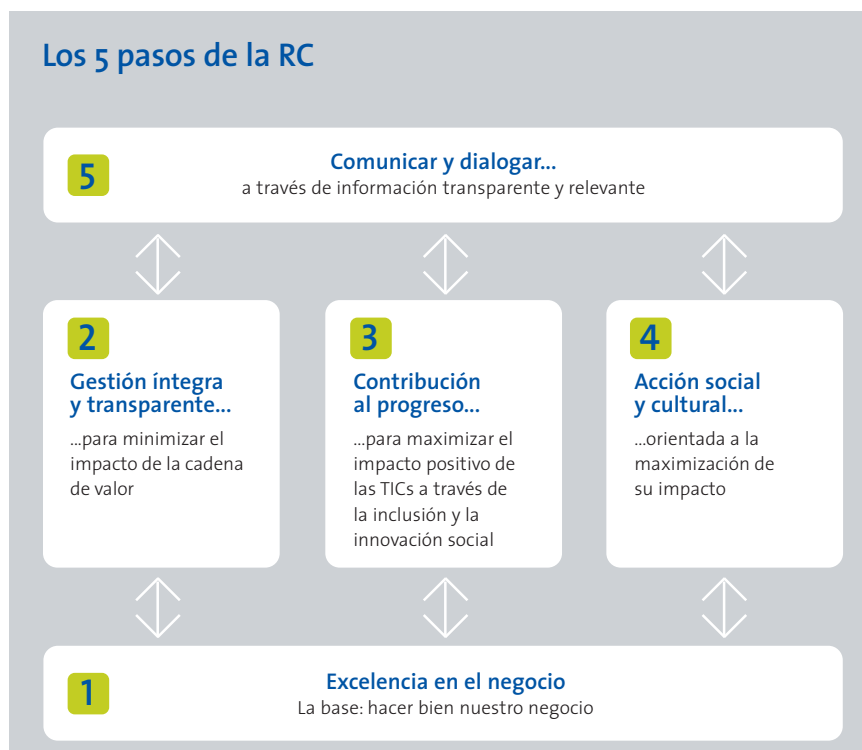 Los 5 pasos de la RC
5
Comunicar y dialogar...
a través de información transparente y relevante
2
Gestión íntegra
y transparente...
...para minimizar el
impacto de la cadena
de valor
3
Contribución
al progreso...
...para maximizar el
impacto positivo de
las TICs a través de
la inclusión y la
innovación social
4
Acción social
y cultural...
...orientada a la
maximización de
su impacto
1
Excelencia en el negocio
La base: hacer bien nuestro negocio